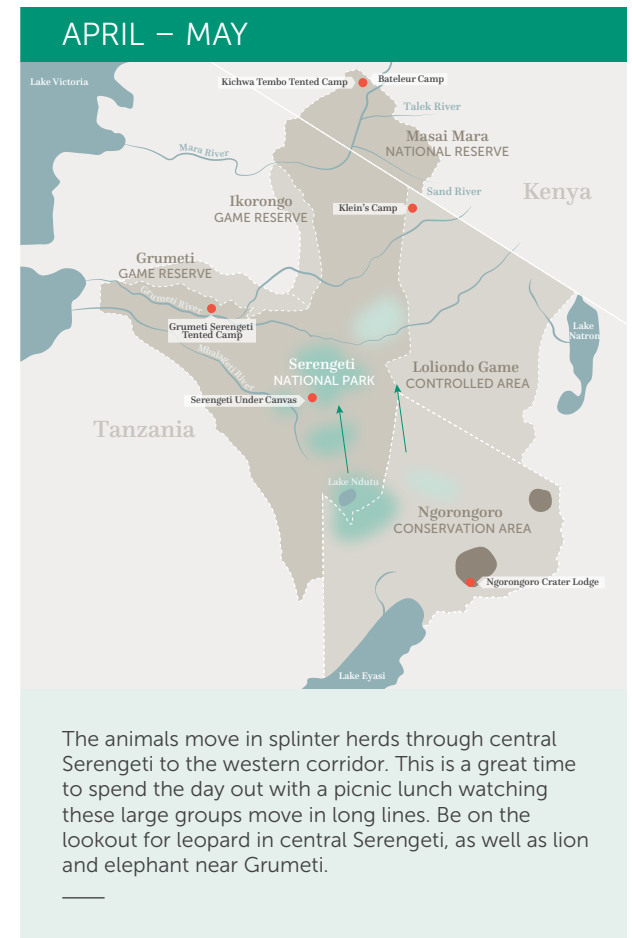 APRIL – MAY
Lake Victoria
Kichwa Tembo Tented Camp
Bateleur Camp
Talek River
Masai Mara
NATIONAL RESERVE
Mara River
Sand River
Kenya
Ikorongo
GAME RESERVE
Klein's Camp
Grumeti
GAME RESERVE
Grumeti River
Grumeti Serengeti
Tented Camp
Lake
Natron
Mbalageti River
Serengeti
NATIONAL PARK
Loliondo Game
CONTROLLED AREA
Serengeti Under Canvas
Tanzania
Lake Ndutu
Ngorongoro
CONSERVATION AREA
Ngorongoro Crater Lodge
Lake Eyasi
The animals move in splinter herds through central
Serengeti to the western corridor. This is a great time
to spend the day out with a picnic lunch watching
these large groups move in long lines. Be on the
lookout for leopard in central Serengeti, as well as lion
and elephant near Grumeti.